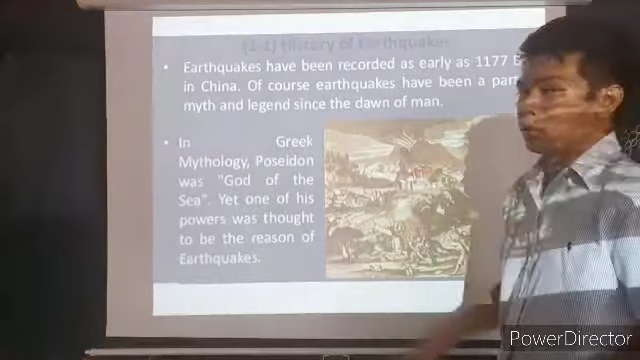 (1-1) History of Earthquakes
• Earthquakes have been recorded as early as 1177 B
in China. Of course earthquakes have been a part
myth and legend since the dawn of man.
• In Greek
Mythology, Poseidon
was "God of the
Sea". Yet one of his
powers was thought
to be the reason of
Earthquakes.
PowerDirector